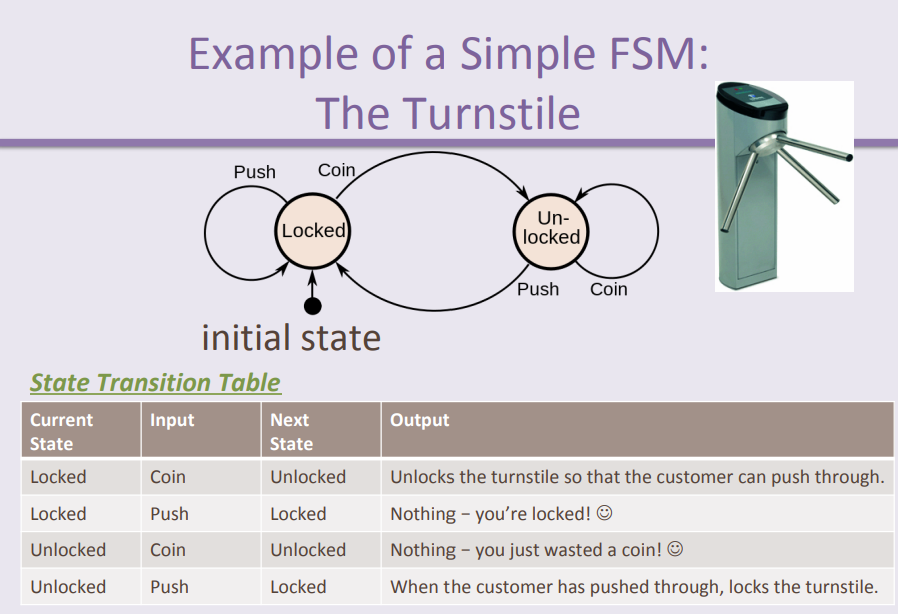 Example of a Simple FSM:
The Turnstile
Push
Coin
Locked
Un-
locked
Push
Coin
initial state
State Transition Table
Current State Input Next State Output
Locked Coin Unlocked Unlocks the turnstile so that the customer can push through.
Locked Push Locked Nothing – you're locked! ☺
Unlocked Coin Unlocked Nothing – you just wasted a coin! ☺
Unlocked Push Locked When the customer has pushed through, locks the turnstile.